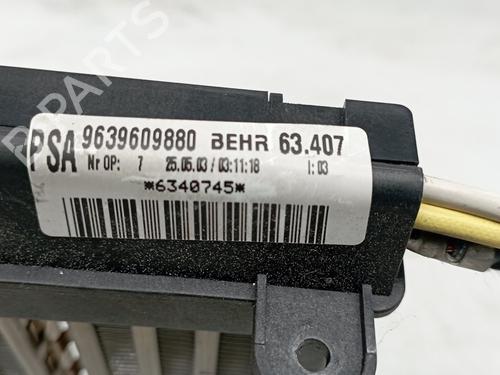 PSA 9639609880 BEHR 63.407
Nr OP: 7 25.05.03 / 03:11:18 I: 03
*6340745*
B-PARTS